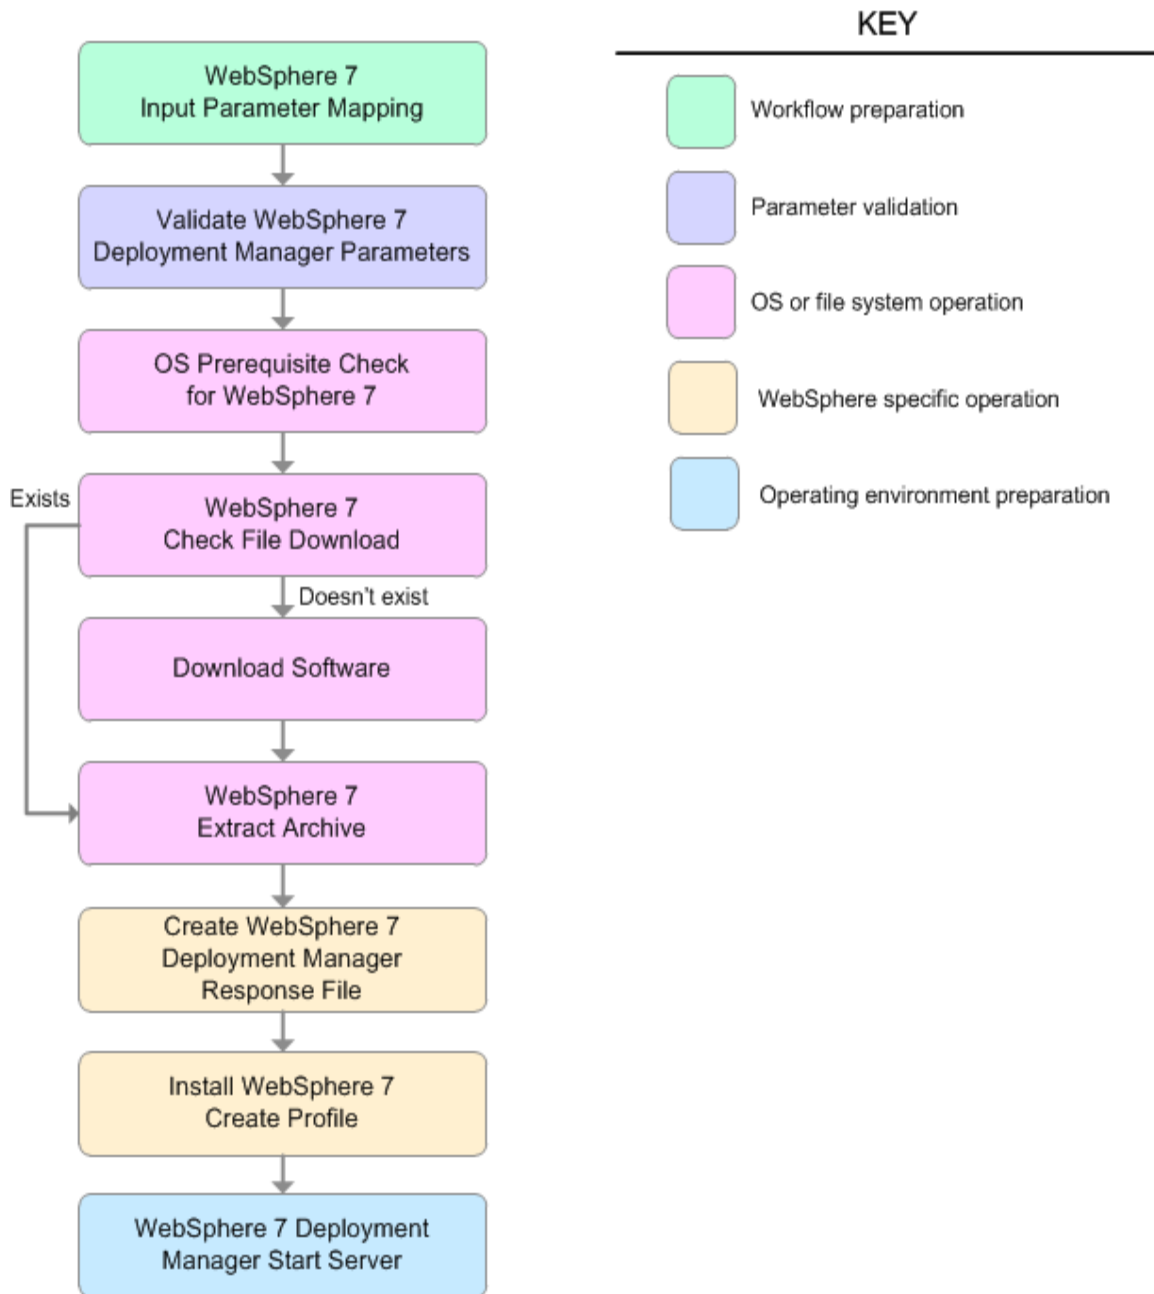 WebSphere 7
Input Parameter Mapping
Validate WebSphere 7
Deployment Manager Parameters
OS Prerequisite Check
for WebSphere 7
Exists
WebSphere 7
Check File Download
Doesn't exist
Download Software
WebSphere 7
Extract Archive
Create WebSphere 7
Deployment Manager
Response File
Install WebSphere 7
Create Profile
WebSphere 7 Deployment
Manager Start Server
KEY
Workflow preparation
Parameter validation
OS or file system operation
WebSphere specific operation
Operating environment preparation